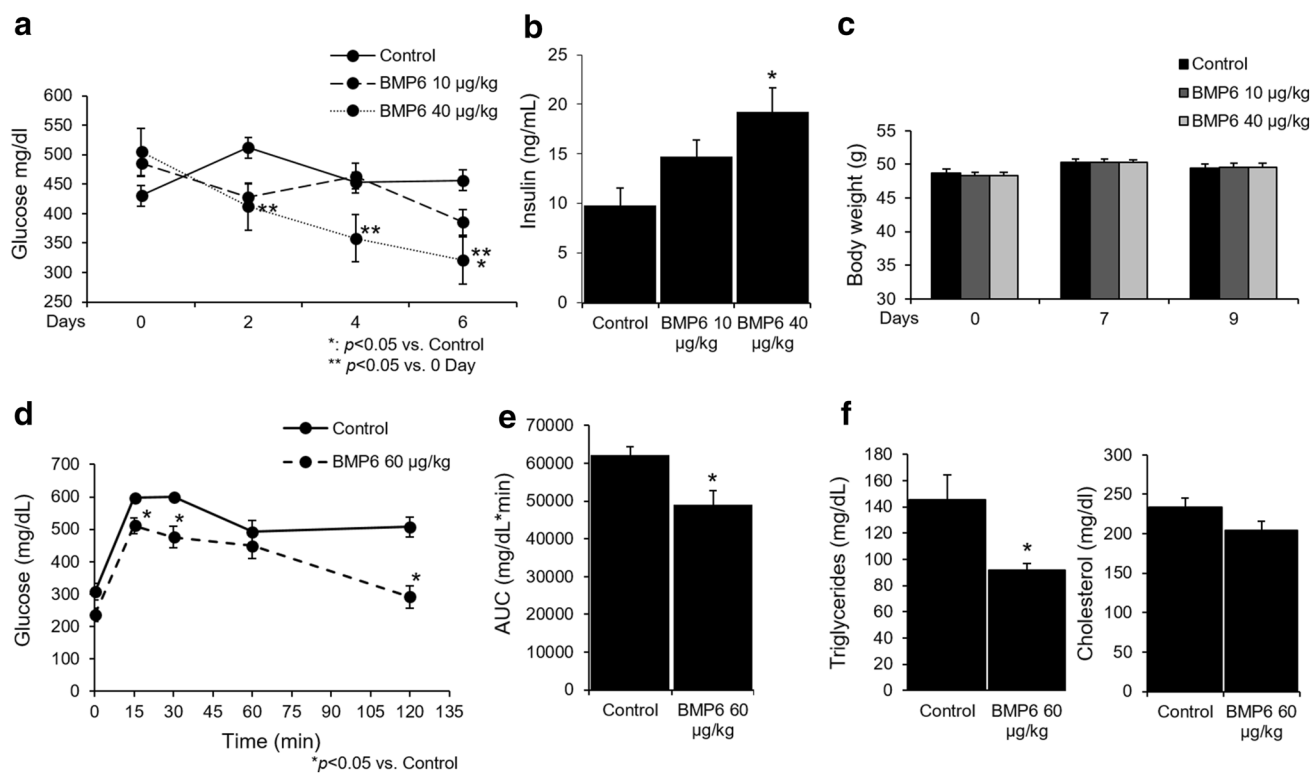 a
Control
BMP6 10 µg/kg
BMP6 40 µg/kg
Glucose mg/dl
600
550
500
450
400
350
300
250
**
**
**
*
Days
0
2
4
6
*: p<0.05 vs. Control
** p<0.05 vs. 0 Day
b
Insulin (ng/mL)
25
20
15
10
5
0
*
Control
BMP6 10
µg/kg
BMP6 40
µg/kg
c
Control
BMP6 10 µg/kg
BMP6 40 µg/kg
Body weight (g)
55
50
45
40
35
30
Days
0
7
9
d
Control
BMP6 60 µg/kg
Glucose (mg/dL)
700
600
500
400
300
200
100
0
*
*
*
0
15
30
45
60
75
90
105
120
135
Time (min)
*p<0.05 vs. Control
e
AUC (mg/dL*min)
70000
60000
50000
40000
30000
20000
10000
0
*
Control
BMP6 60
µg/kg
f
Triglycerides (mg/dL)
180
160
140
120
100
80
60
40
20
0
*
Control
BMP6 60
µg/kg
Cholesterol (mg/dl)
300
250
200
150
100
50
0
Control
BMP6 60
µg/kg